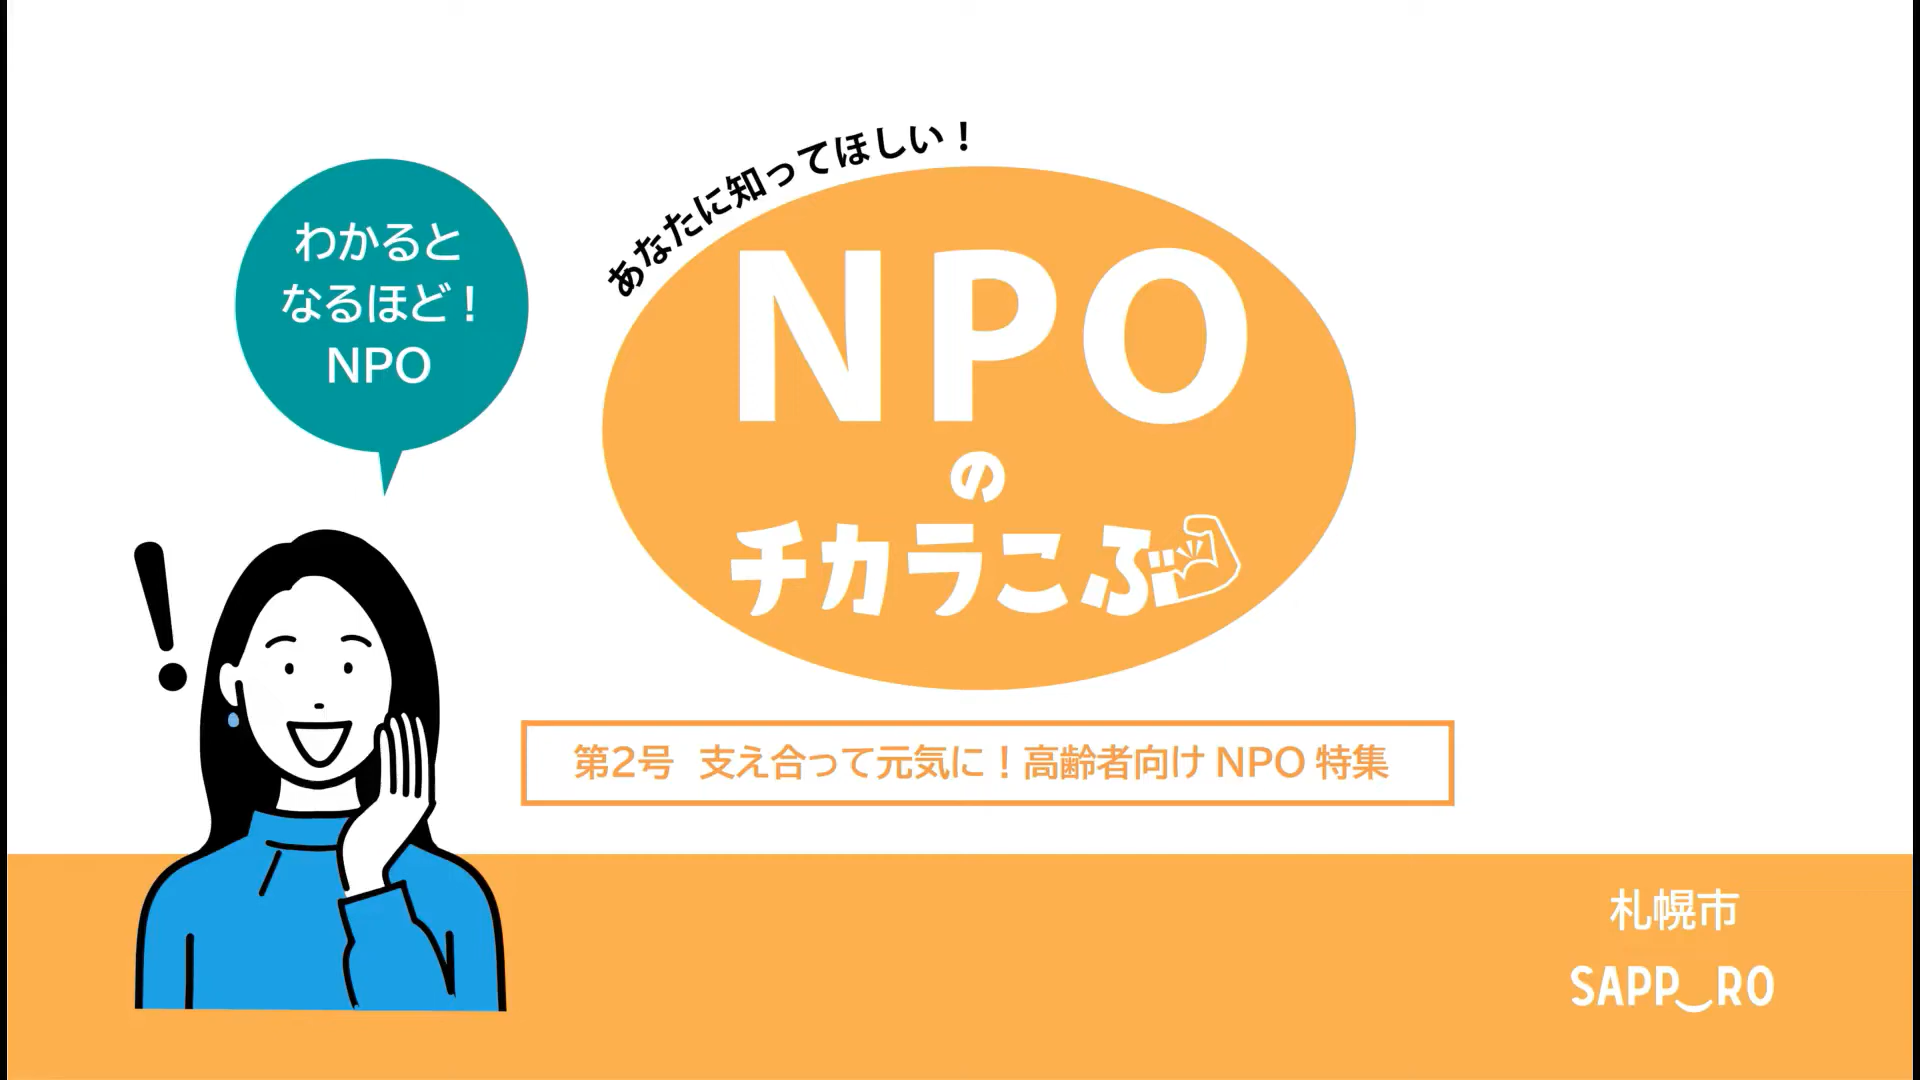 わかると
なるほど！
NPO
あなたに知ってほしい！
NPO
の
チカラこぶ
第2号 支え合って元気に！高齢者向け NPO 特集
札幌市
SAPP‿RO